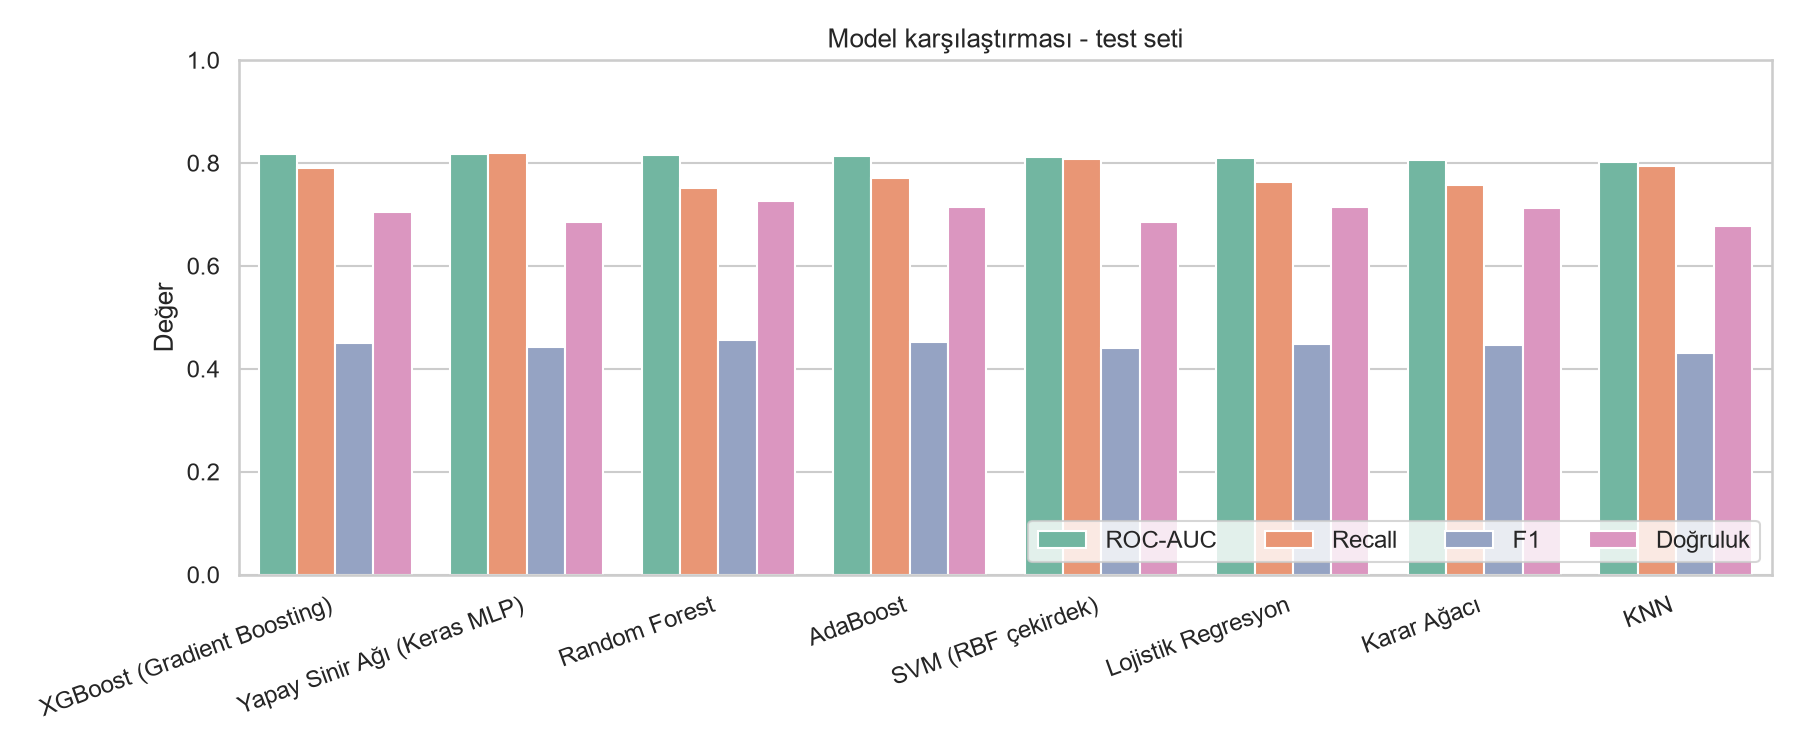 Model karşılaştırması - test seti
1.0
0.8
0.6
0.4
0.2
0.0
Değer
ROC-AUC Recall F1 Doğruluk
XGBoost (Gradient Boosting)
Yapay Sinir Ağı (Keras MLP)
Random Forest
AdaBoost
SVM (RBF çekirdek)
Lojistik Regresyon
Karar Ağacı
KNN